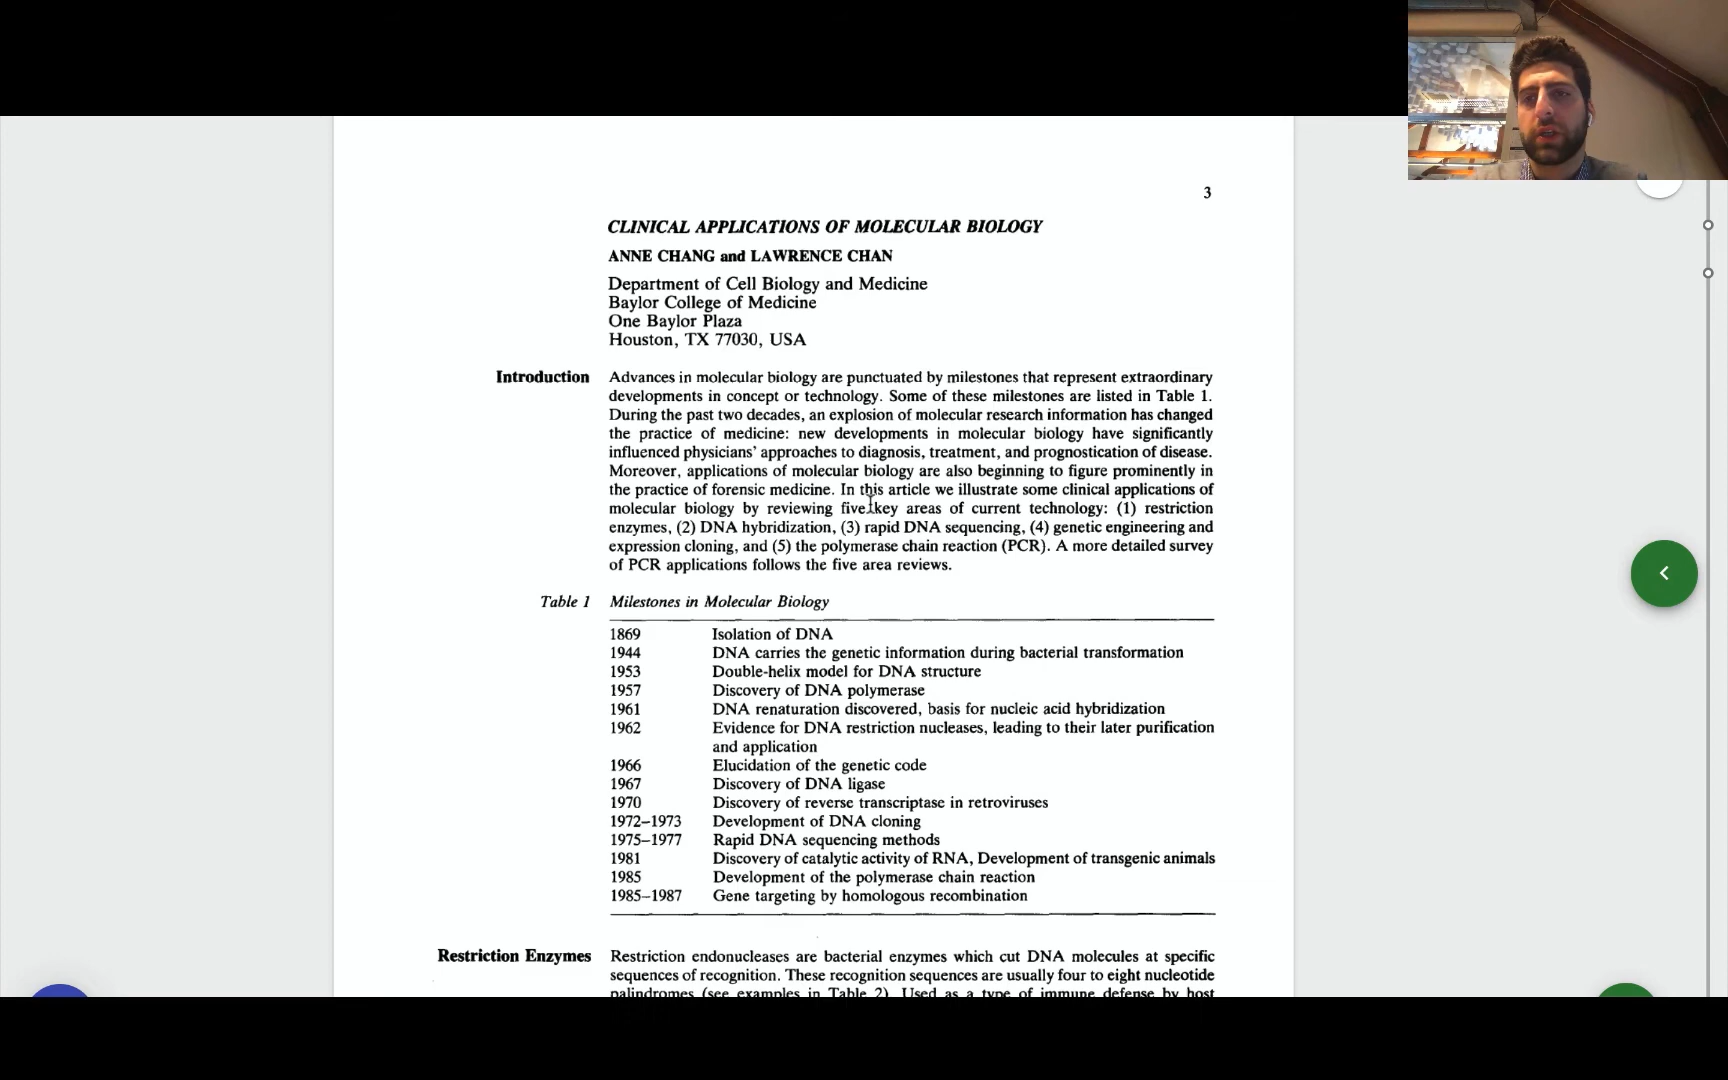 3
CLINICAL APPLICATIONS OF MOLECULAR BIOLOGY
ANNE CHANG and LAWRENCE CHAN
Department of Cell Biology and Medicine
Baylor College of Medicine
One Baylor Plaza
Houston, TX 77030, USA
Introduction Advances in molecular biology are punctuated by milestones that represent extraordinary
developments in concept or technology. Some of these milestones are listed in Table 1.
During the past two decades, an explosion of molecular research information has changed
the practice of medicine: new developments in molecular biology have significantly
influenced physicians' approaches to diagnosis, treatment, and prognostication of disease.
Moreover, applications of molecular biology are also beginning to figure prominently in
the practice of forensic medicine. In this article we illustrate some clinical applications of
molecular biology by reviewing five key areas of current technology: (1) restriction
enzymes, (2) DNA hybridization, (3) rapid DNA sequencing, (4) genetic engineering and
expression cloning, and (5) the polymerase chain reaction (PCR). A more detailed survey
of PCR applications follows the five area reviews.
Table 1 Milestones in Molecular Biology
1869 Isolation of DNA
1944 DNA carries the genetic information during bacterial transformation
1953 Double-helix model for DNA structure
1957 Discovery of DNA polymerase
1961 DNA renaturation discovered, basis for nucleic acid hybridization
1962 Evidence for DNA restriction nucleases, leading to their later purification
and application
1966 Elucidation of the genetic code
1967 Discovery of DNA ligase
1970 Discovery of reverse transcriptase in retroviruses
1972–1973 Development of DNA cloning
1975–1977 Rapid DNA sequencing methods
1981 Discovery of catalytic activity of RNA, Development of transgenic animals
1985 Development of the polymerase chain reaction
1985–1987 Gene targeting by homologous recombination
Restriction Enzymes Restriction endonucleases are bacterial enzymes which cut DNA molecules at specific
sequences of recognition. These recognition sequences are usually four to eight nucleotide
palindromes (see examples in Table 2). Used as a type of immune defense by host